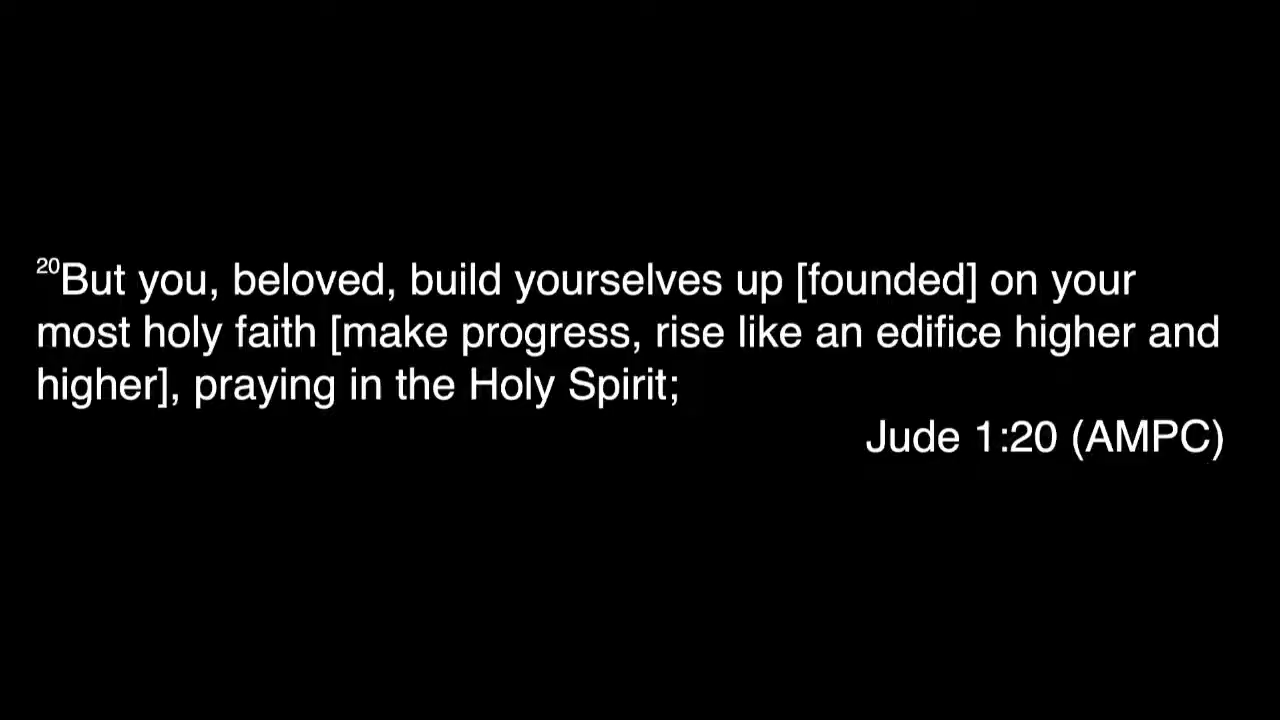 20But you, beloved, build yourselves up [founded] on your
most holy faith [make progress, rise like an edifice higher and
higher], praying in the Holy Spirit;
Jude 1:20 (AMPC)